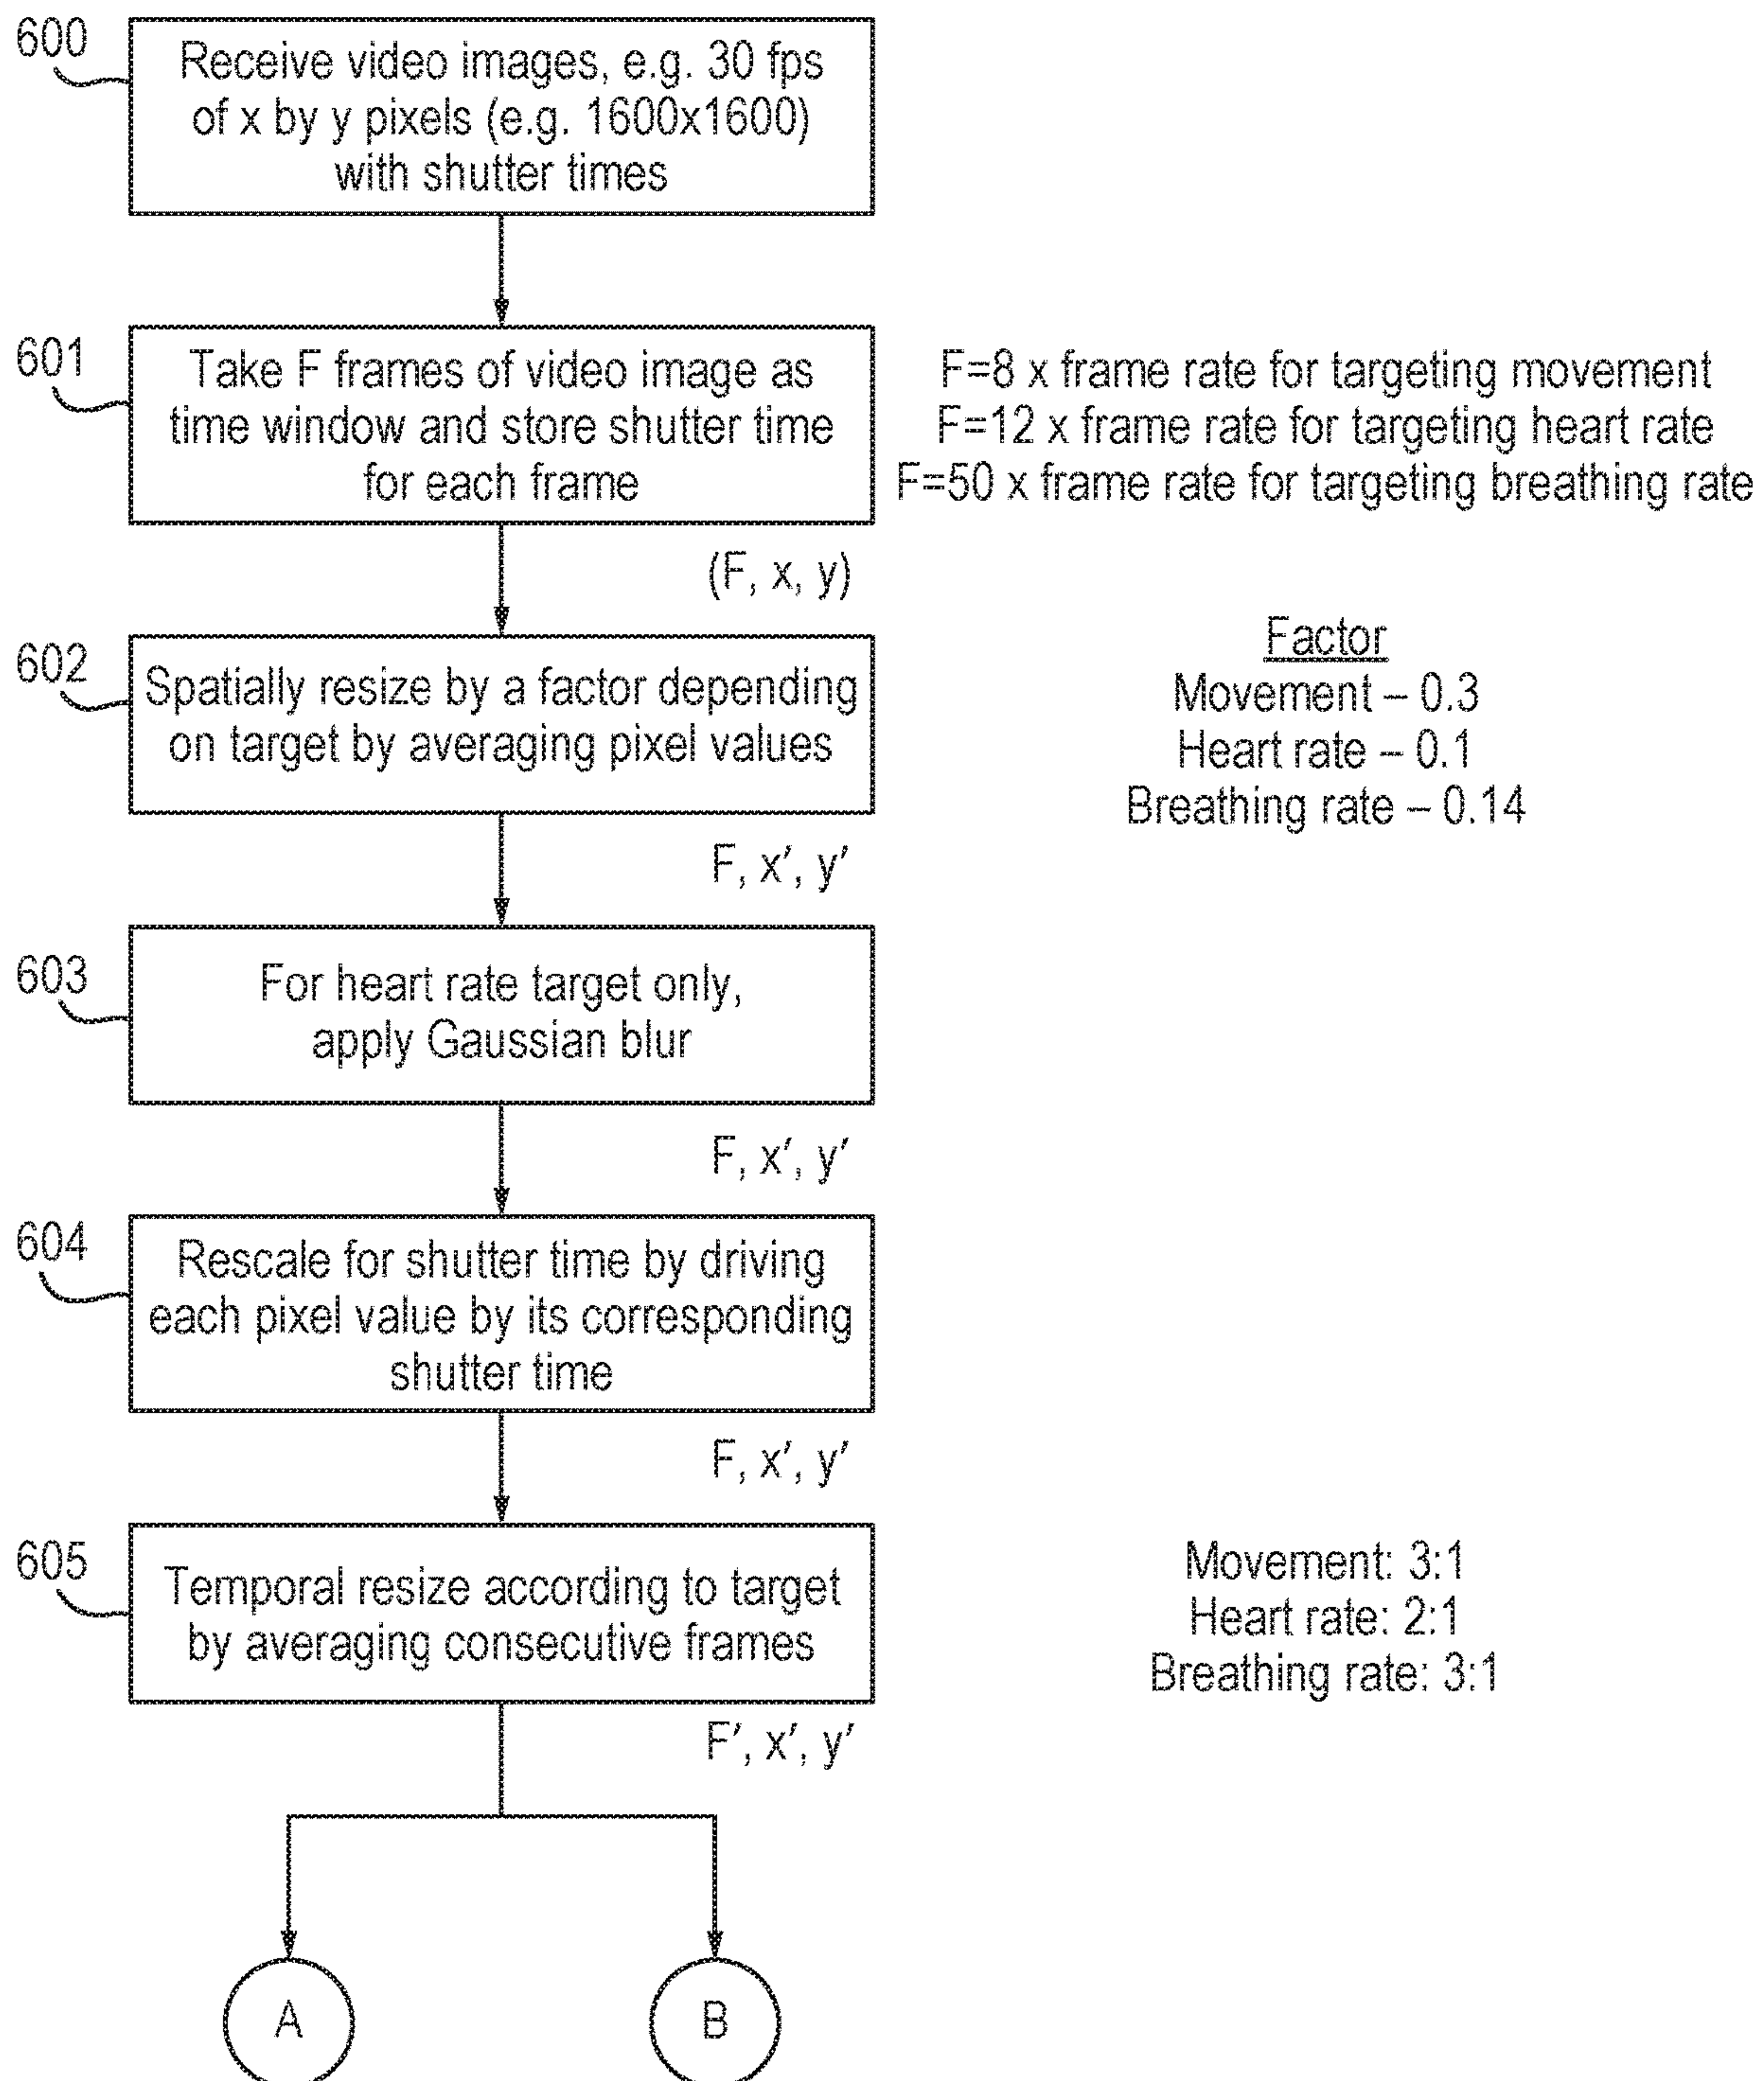 600
Receive video images, e.g. 30 fps
of x by y pixels (e.g. 1600x1600)
with shutter times
601
Take F frames of video image as
time window and store shutter time
for each frame
F=8 x frame rate for targeting movement
F=12 x frame rate for targeting heart rate
F=50 x frame rate for targeting breathing rate
(F, x, y)
602
Spatially resize by a factor depending
on target by averaging pixel values
Factor
Movement – 0.3
Heart rate – 0.1
Breathing rate – 0.14
F, x′, y′
603
For heart rate target only,
apply Gaussian blur
F, x′, y′
604
Rescale for shutter time by driving
each pixel value by its corresponding
shutter time
F, x′, y′
605
Temporal resize according to target
by averaging consecutive frames
Movement: 3:1
Heart rate: 2:1
Breathing rate: 3:1
F′, x′, y′
A
B